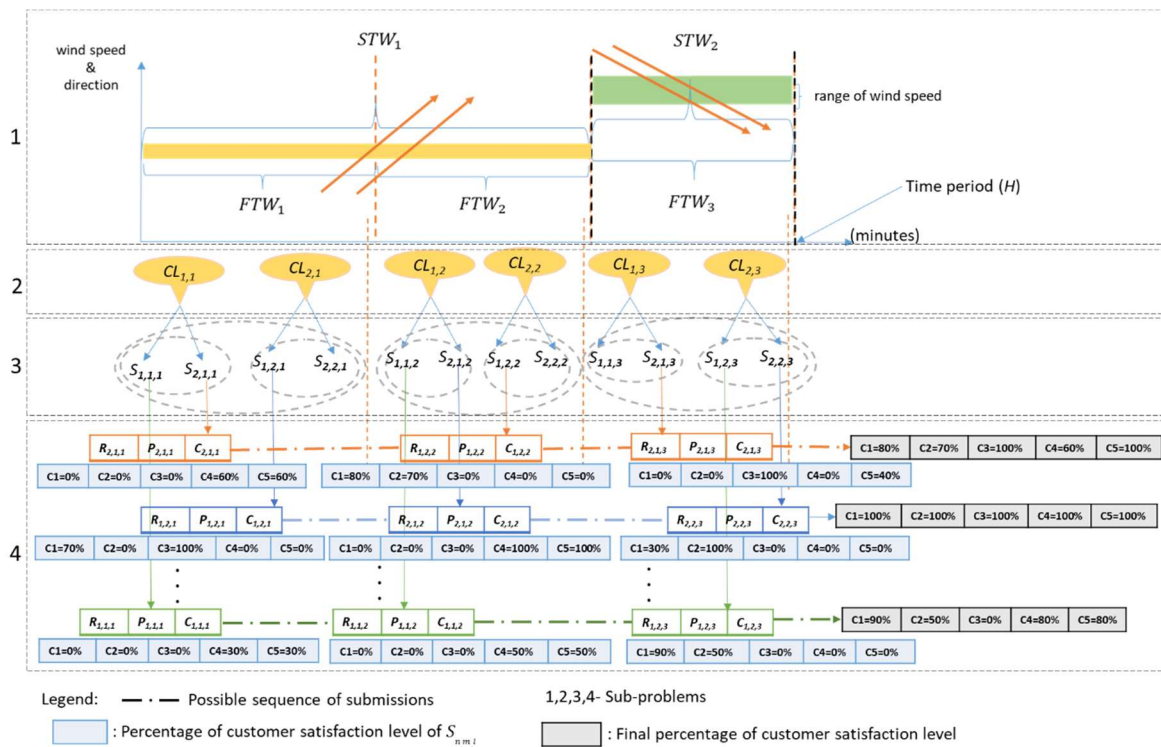 wind speed
&
direction
STW₁
STW₂
range of wind speed
1
FTW₁
FTW₂
FTW₃
Time period (H)
(minutes)
2
CL₁,₁
CL₂,₁
CL₁,₂
CL₂,₂
CL₁,₃
CL₂,₃
3
S₁,₁,₁ S₂,₁,₁ S₁,₂,₁ S₂,₂,₁ S₁,₁,₂ S₂,₁,₂ S₁,₂,₂ S₂,₂,₂ S₁,₁,₃ S₂,₁,₃ S₁,₂,₃ S₂,₂,₃
4
R₂,₁,₁ P₂,₁,₁ C₂,₁,₁ R₁,₂,₂ P₁,₂,₂ C₁,₂,₂ R₂,₁,₃ P₂,₁,₃ C₂,₁,₃ C1=80% C2=70% C3=100% C4=60% C5=100%
C1=0% C2=0% C3=0% C4=60% C5=60% C1=80% C2=70% C3=0% C4=0% C5=0% C1=0% C2=0% C3=100% C4=0% C5=40%
R₁,₂,₁ P₁,₂,₁ C₁,₂,₁ R₂,₁,₂ P₂,₁,₂ C₂,₁,₂ R₂,₂,₃ P₂,₂,₃ C₂,₂,₃ C1=100% C2=100% C3=100% C4=100% C5=100%
C1=70% C2=0% C3=100% C4=0% C5=0% C1=0% C2=0% C3=0% C4=100% C5=100% C1=30% C2=100% C3=0% C4=0% C5=0%
R₁,₁,₁ P₁,₁,₁ C₁,₁,₁ R₁,₁,₂ P₁,₁,₂ C₁,₁,₂ R₁,₂,₃ P₁,₂,₃ C₁,₂,₃ C1=90% C2=50% C3=0% C4=80% C5=80%
C1=0% C2=0% C3=0% C4=30% C5=30% C1=0% C2=0% C3=0% C4=50% C5=50% C1=90% C2=50% C3=0% C4=0% C5=0%
Legend: Possible sequence of submissions 1,2,3,4- Sub-problems
: Percentage of customer satisfaction level of S n m l : Final percentage of customer satisfaction level